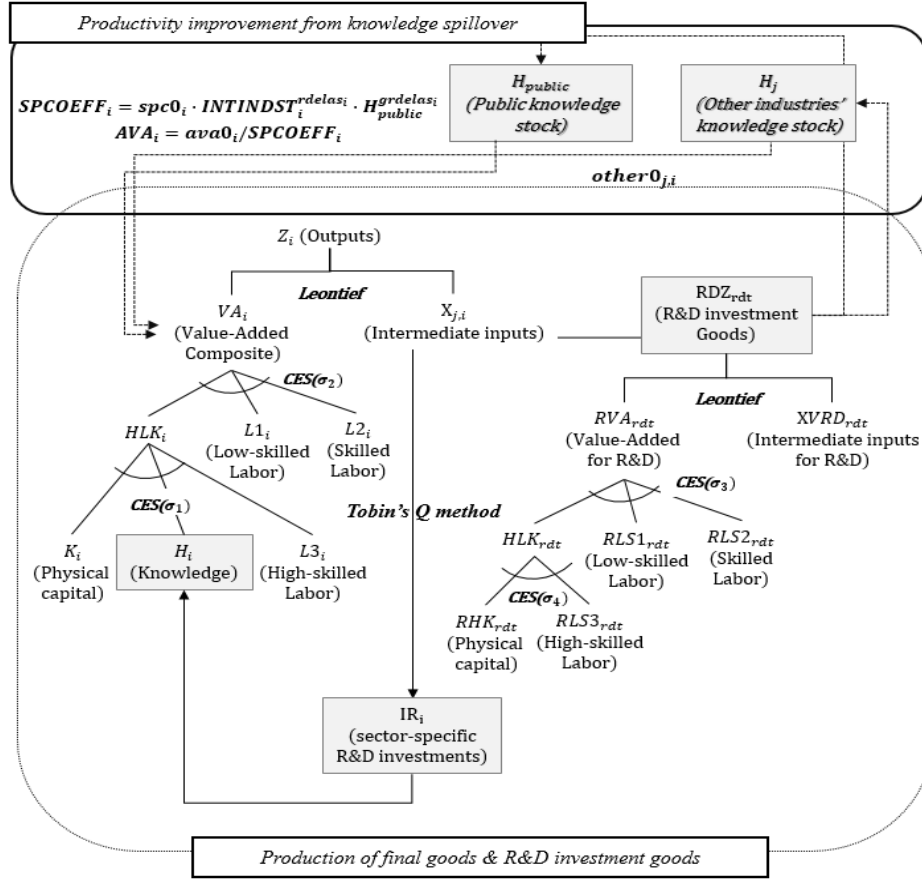 Productivity improvement from knowledge spillover
H_public
(Public knowledge
stock)
H_j
(Other industries'
knowledge stock)
SPCOEFF_i = spc0_i · INTINDST_i^{rdelas_i} · H_public^{grdelas_i}
AVA_i = ava0_i/SPCOEFF_i
other0_{j,i}
Z_i (Outputs)
Leontief
VA_i
(Value-Added
Composite)
X_{j,i}
(Intermediate inputs)
RDZ_rdt
(R&D investment
Goods)
CES(σ_2)
Leontief
HLK_i
L1_i
(Low-skilled
Labor)
L2_i
(Skilled
Labor)
RVA_rdt
(Value-Added
for R&D)
XVRD_rdt
(Intermediate inputs
for R&D)
CES(σ_1)
Tobin's Q method
CES(σ_3)
K_i
(Physical
capital)
H_i
(Knowledge)
L3_i
(High-skilled
Labor)
HLK_rdt
RLS1_rdt
(Low-skilled
Labor)
RLS2_rdt
(Skilled
Labor)
CES(σ_4)
RHK_rdt
(Physical
capital)
RLS3_rdt
(High-skilled
Labor)
IR_i
(sector-specific
R&D investments)
Production of final goods & R&D investment goods